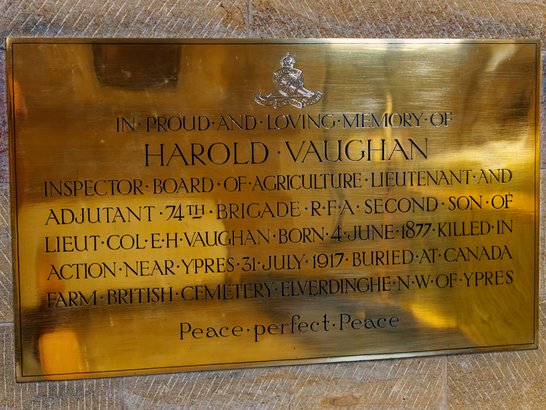 IN·PROUD·AND·LOVING·MEMORY·OF
HAROLD·VAUGHAN
INSPECTOR·BOARD·OF·AGRICULTURE·LIEUTENANT·AND
ADJUTANT·74TH·BRIGADE·R·F·A·SECOND·SON·OF
LIEUT·COL·E·H·VAUGHAN·BORN·4·JUNE·1877·KILLED·IN
ACTION·NEAR·YPRES·31·JULY·1917·BURIED·AT·CANADA
FARM·BRITISH·CEMETERY·ELVERDINGHE·N·W·OF·YPRES
Peace·perfect·Peace